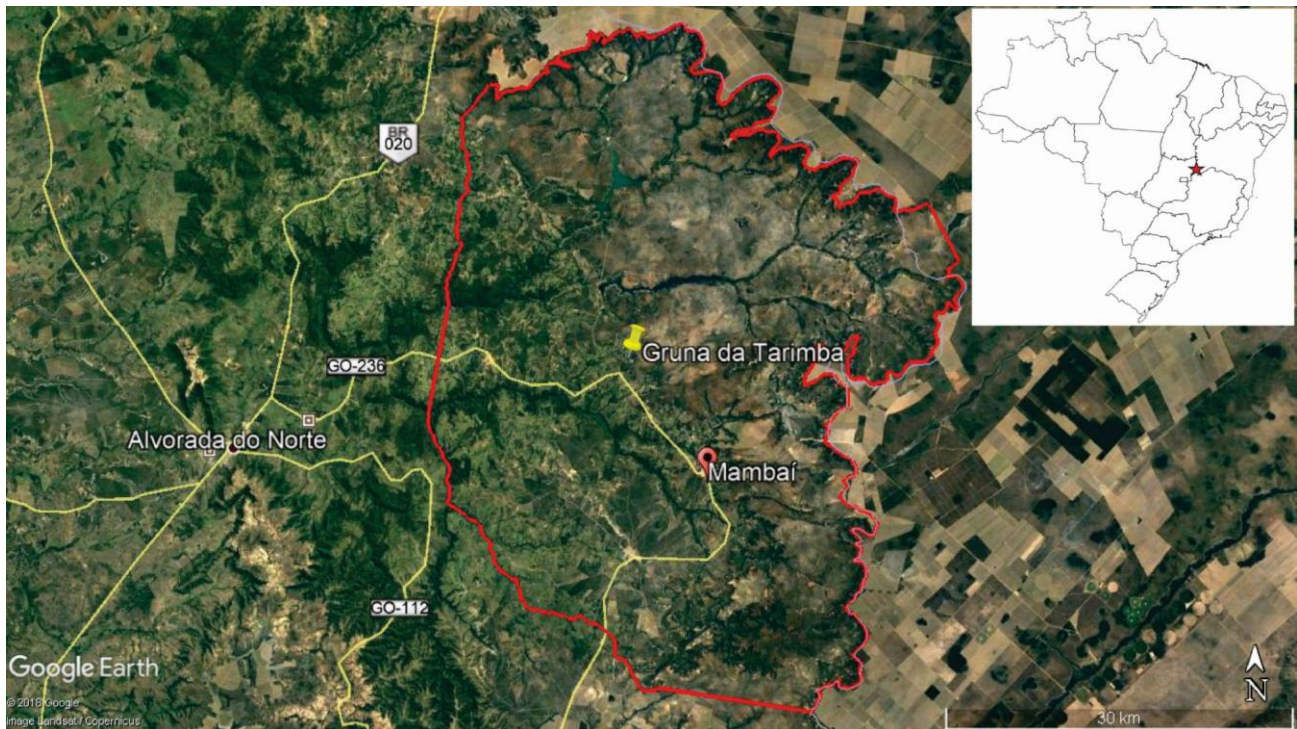 BR
020
Gruna da Tarimba
GO-236
Alvorada do Norte
Mambaí
GO-112
Google Earth
© 2018 Google
Image Landsat / Copernicus
N
30 km